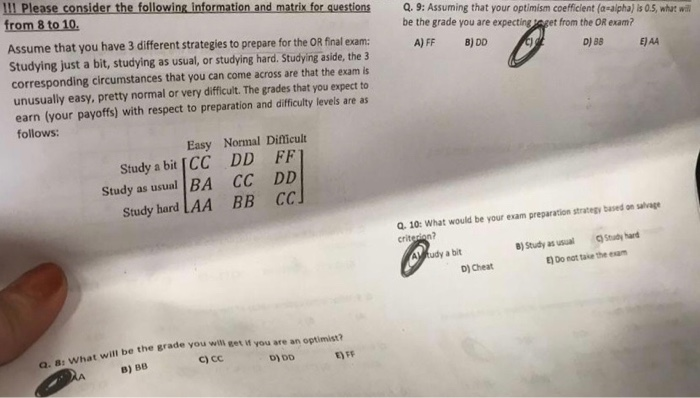 !!! Please consider the following information and matrix for questions
from 8 to 10.
Assume that you have 3 different strategies to prepare for the OR final exam:
Studying just a bit, studying as usual, or studying hard. Studying aside, the 3
corresponding circumstances that you can come across are that the exam is
unusually easy, pretty normal or very difficult. The grades that you expect to
earn (your payoffs) with respect to preparation and difficulty levels are as
follows:
Easy Normal Difficult
Study a bit CC DD FF
Study as usual BA CC DD
Study hard AA BB CC
Q. 8: What will be the grade you will get if you are an optimist?
AA B) BB C) CC D) DD E) FF
Q. 9: Assuming that your optimism coefficient (α=alpha) is 0.5, what will
be the grade you are expecting to get from the OR exam?
A) FF B) DD D) BB E) AA
Q. 10: What would be your exam preparation strategy based on salvage
criterion?
A) tudy a bit B) Study as usual C) Study hard
D) Cheat E) Do not take the exam